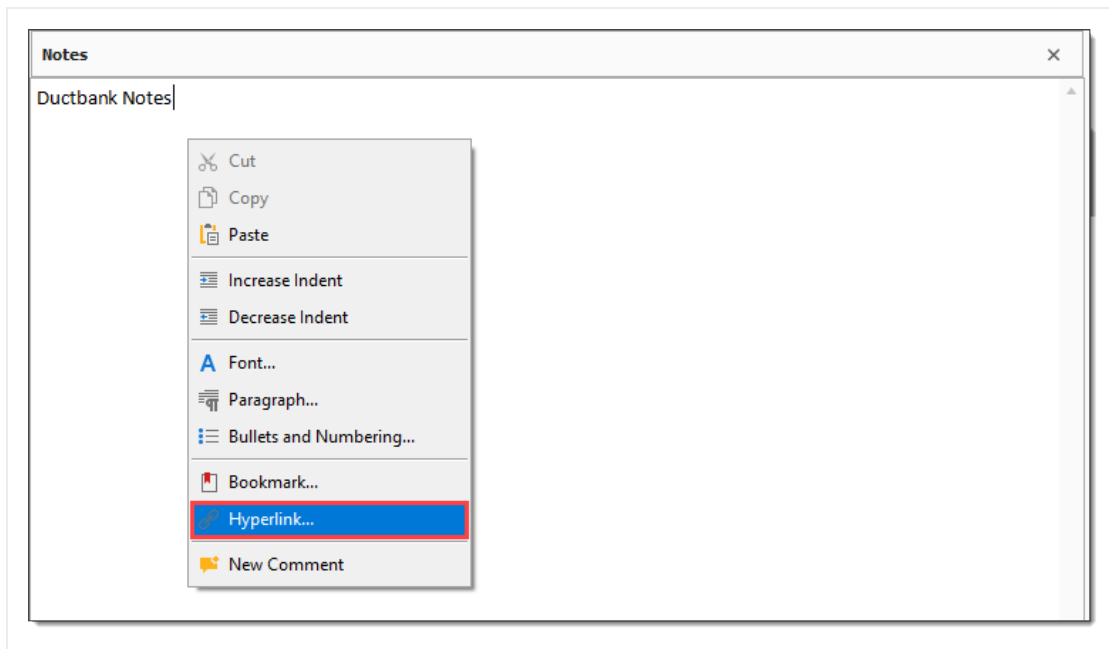 Notes
Ductbank Notes
Cut
Copy
Paste
Increase Indent
Decrease Indent
Font...
Paragraph...
Bullets and Numbering...
Bookmark...
Hyperlink...
New Comment